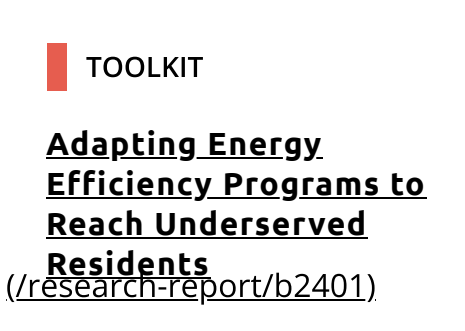 TOOLKIT
Adapting Energy
Efficiency Programs to
Reach Underserved
Residents
(/research-report/b2401)